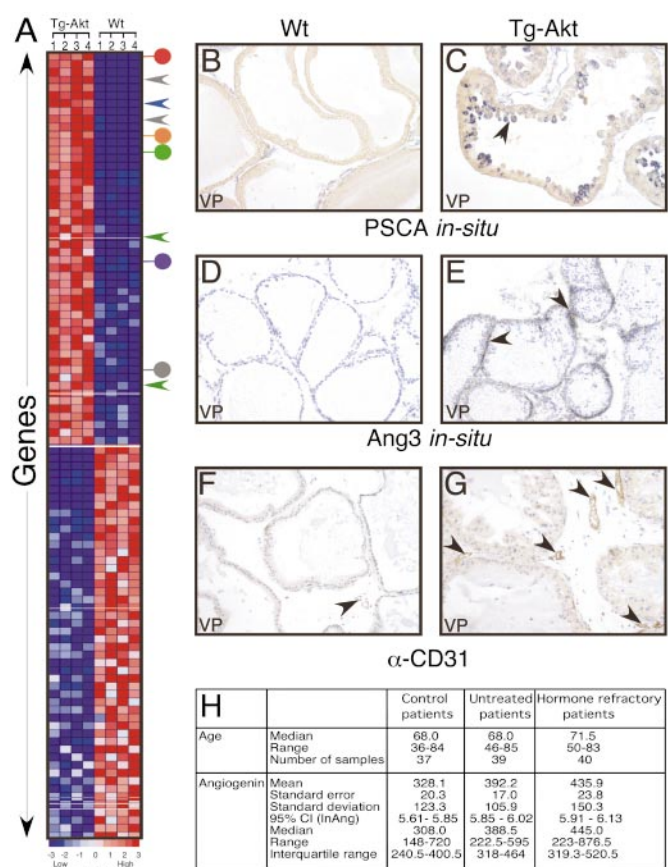 A
Tg-Akt Wt
1 2 3 4 1 2 3 4
Genes
-3 -2 -1 0 1 2 3
Low High
Wt Tg-Akt
B
VP
C
VP
PSCA in-situ
D
VP
E
VP
Ang3 in-situ
F
VP
G
VP
α-CD31
H
Control patients Untreated patients Hormone refractory patients
Age Median 68.0 68.0 71.5
Range 36-84 46-85 50-83
Number of samples 37 39 40
Angiogenin Mean 328.1 392.2 435.9
Standard error 20.3 17.0 23.8
Standard deviation 123.3 105.9 150.3
95% CI (lnAng) 5.61- 5.85 5.85 - 6.02 5.91 - 6.13
Median 308.0 388.5 445.0
Range 148-720 222.5-595 223-876.5
Interquartile range 240.5-400.5 318-464 319.3-520.5